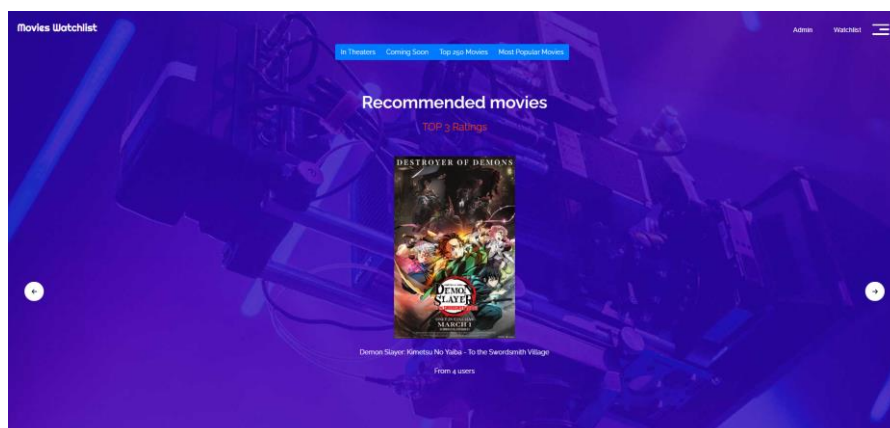 Movies Watchlist
Admin Watchlist
In Theaters Coming Soon Top 250 Movies Most Popular Movies
Recommended movies
TOP 3 Ratings
DESTROYER OF DEMONS
DEMON
SLAYER
MARCH 1
Demon Slayer: Kimetsu No Yaiba - To the Swordsmith Village
From 4 users